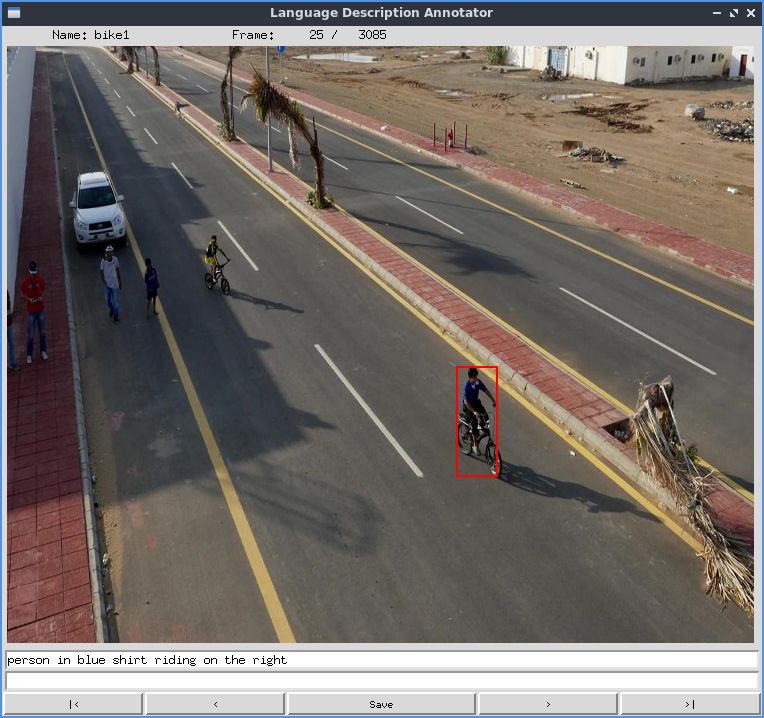 Language Description Annotator
Name: bike1 Frame: 25 / 3085
person in blue shirt riding on the right
|< < Save > >|